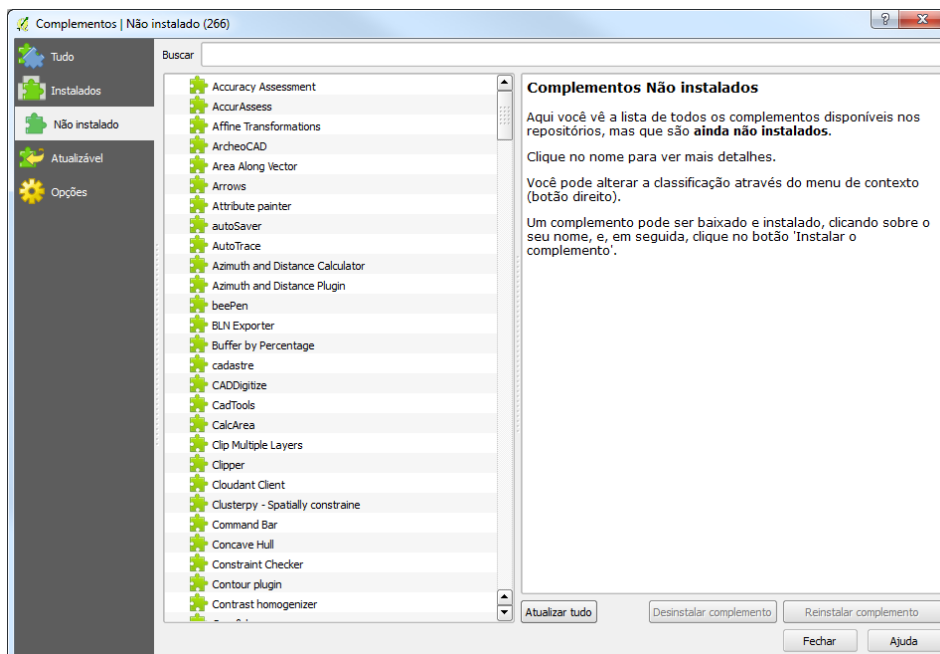 Complementos | Não instalado (266)
Tudo
Instalados
Não instalado
Atualizável
Opções
Buscar
Accuracy Assessment
AccurAssess
Affine Transformations
ArcheoCAD
Area Along Vector
Arrows
Attribute painter
autoSaver
AutoTrace
Azimuth and Distance Calculator
Azimuth and Distance Plugin
beePen
BLN Exporter
Buffer by Percentage
cadastre
CADDigitize
CadTools
CalcArea
Clip Multiple Layers
Clipper
Cloudant Client
Clusterpy - Spatially constraine
Command Bar
Concave Hull
Constraint Checker
Contour plugin
Contrast homogenizer
Complementos Não instalados
Aqui você vê a lista de todos os complementos disponíveis nos
repositórios, mas que são ainda não instalados.
Clique no nome para ver mais detalhes.
Você pode alterar a classificação através do menu de contexto
(botão direito).
Um complemento pode ser baixado e instalado, clicando sobre o
seu nome, e, em seguida, clique no botão 'Instalar o
complemento'.
Atualizar tudo
Desinstalar complemento
Reinstalar complemento
Fechar
Ajuda